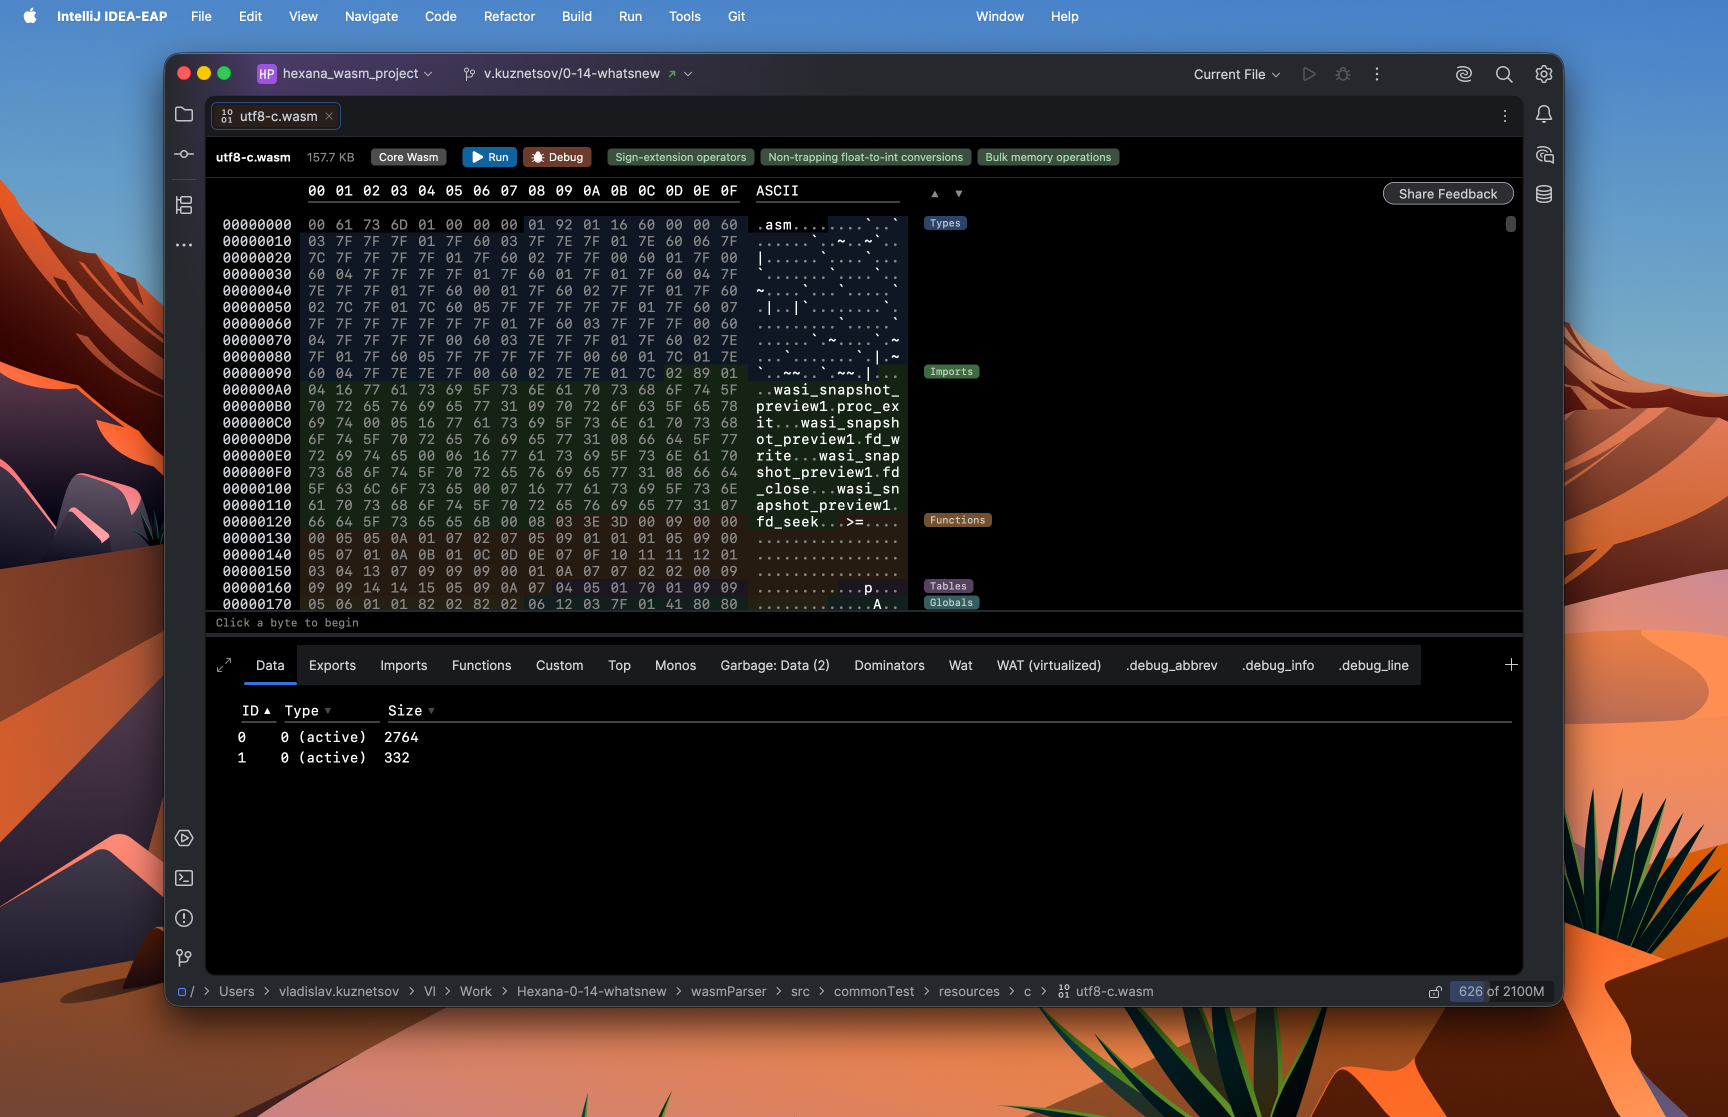 IntelliJ IDEA-EAP File Edit View Navigate Code Refactor Build Run Tools Git Window Help
HP hexana_wasm_project v.kuznetsov/0-14-whatsnew Current File
utf8-c.wasm
utf8-c.wasm 157.7 KB Core Wasm Run Debug Sign-extension operators Non-trapping float-to-int conversions Bulk memory operations
00 01 02 03 04 05 06 07 08 09 0A 0B 0C 0D 0E 0F ASCII Share Feedback
00000000 00 61 73 6D 01 00 00 00 01 92 01 16 60 00 00 60 .asm........`..` Types
00000010 03 7F 7F 7F 01 7F 60 03 7F 7E 7F 01 7E 60 06 7F ......`..~..~`..
00000020 7C 7F 7F 7F 7F 01 7F 60 02 7F 7F 00 60 01 7F 00 |......`....`...
00000030 60 04 7F 7F 7F 7F 01 7F 60 01 7F 01 7F 60 04 7F `.......`....`..
00000040 7E 7F 7F 01 7F 60 00 01 7F 60 02 7F 7F 01 7F 60 ~....`...`.....`
00000050 02 7C 7F 01 7C 60 05 7F 7F 7F 7F 7F 01 7F 60 07 .|..|`........`.
00000060 7F 7F 7F 7F 7F 7F 7F 01 7F 60 03 7F 7F 7F 00 60 .........`.....`
00000070 04 7F 7F 7F 7F 00 60 03 7E 7F 7F 01 7F 60 02 7E ......`.~....`.~
00000080 7F 01 7F 60 05 7F 7F 7F 7F 7F 00 60 01 7C 01 7E ...`.......`.|.~
00000090 60 04 7F 7E 7E 7F 00 60 02 7E 7E 01 7C 02 89 01 `..~~..`.~~.|... Imports
000000A0 04 16 77 61 73 69 5F 73 6E 61 70 73 68 6F 74 5F ..wasi_snapshot_
000000B0 70 72 65 76 69 65 77 31 09 70 72 6F 63 5F 65 78 preview1.proc_ex
000000C0 69 74 00 05 16 77 61 73 69 5F 73 6E 61 70 73 68 it...wasi_snapsh
000000D0 6F 74 5F 70 72 65 76 69 65 77 31 08 66 64 5F 77 ot_preview1.fd_w
000000E0 72 69 74 65 00 06 16 77 61 73 69 5F 73 6E 61 70 rite...wasi_snap
000000F0 73 68 6F 74 5F 70 72 65 76 69 65 77 31 08 66 64 shot_preview1.fd
00000100 5F 63 6C 6F 73 65 00 07 16 77 61 73 69 5F 73 6E _close...wasi_sn
00000110 61 70 73 68 6F 74 5F 70 72 65 76 69 65 77 31 07 apshot_preview1.
00000120 66 64 5F 73 65 65 6B 00 08 03 3E 3D 00 09 00 00 fd_seek...>=.... Functions
00000130 00 05 05 0A 01 07 02 07 05 09 01 01 01 05 09 00 ................
00000140 05 07 01 0A 0B 01 0C 0D 0E 07 0F 10 11 11 12 01 ................
00000150 03 04 13 07 09 09 09 00 01 0A 07 07 02 02 00 09 ................
00000160 09 09 14 14 15 05 09 0A 07 04 05 01 70 01 09 09 ............p... Tables
00000170 05 06 01 01 82 02 82 02 06 12 03 7F 01 41 80 80 .............A.. Globals
Click a byte to begin
Data Exports Imports Functions Custom Top Monos Garbage: Data (2) Dominators Wat WAT (virtualized) .debug_abbrev .debug_info .debug_line
ID Type Size
0 0 (active) 2764
1 0 (active) 332
/ Users vladislav.kuznetsov VI Work Hexana-0-14-whatsnew wasmParser src commonTest resources c utf8-c.wasm 626 of 2100M